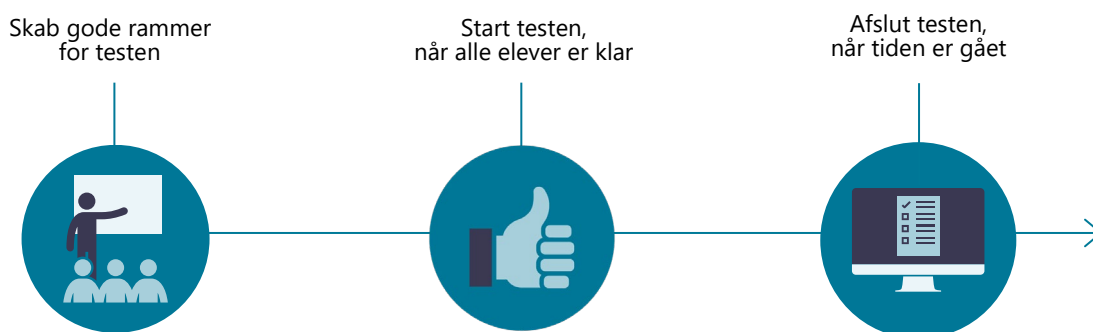 Skab gode rammer
for testen
Start testen,
når alle elever er klar
Afslut testen,
når tiden er gået